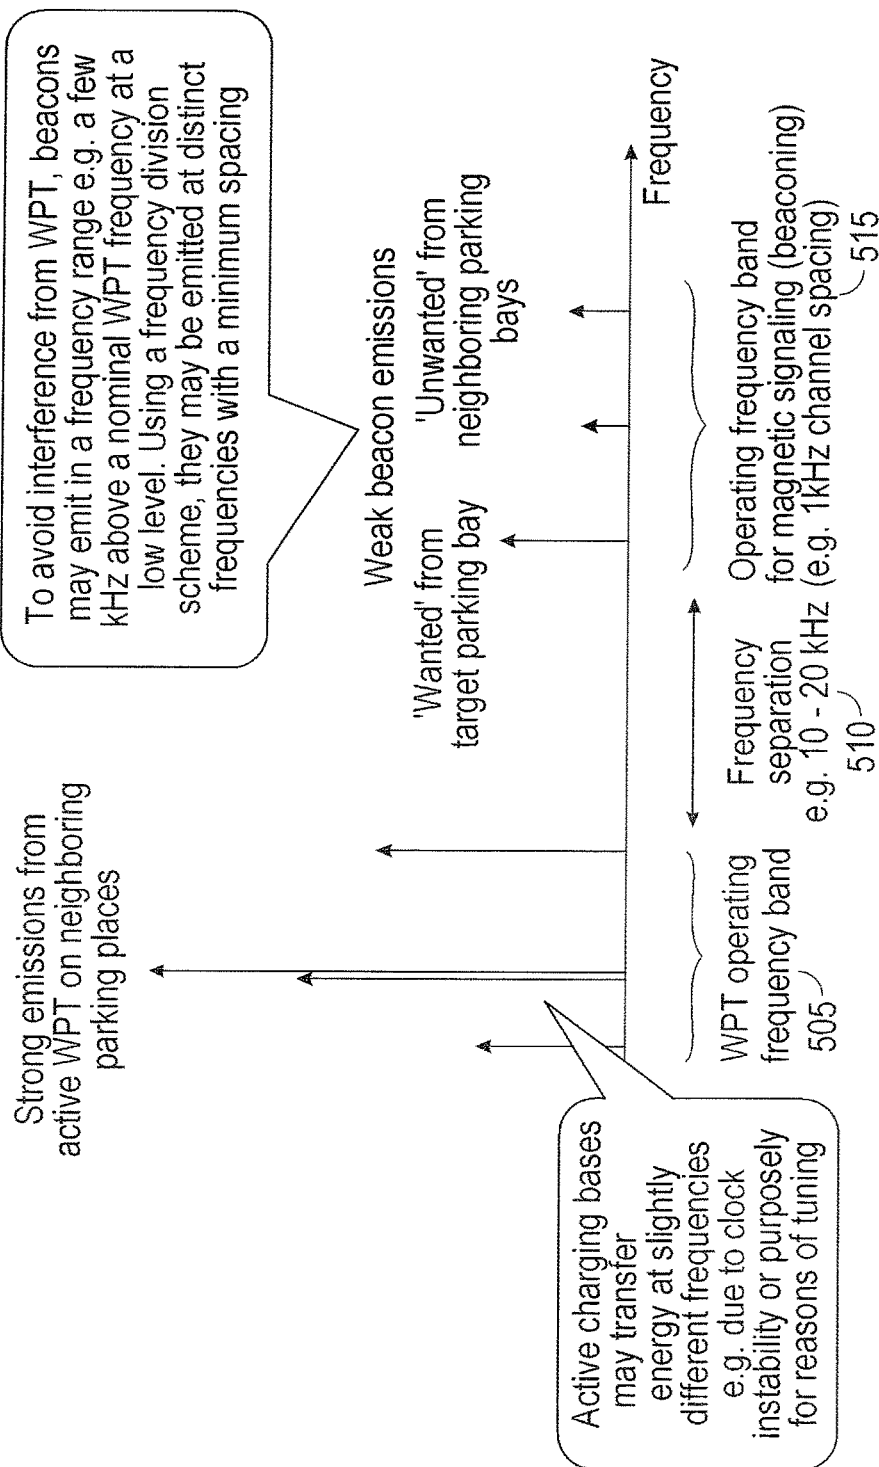 To avoid interference from WPT, beacons
may emit in a frequency range e.g. a few
kHz above a nominal WPT frequency at a
low level. Using a frequency division
scheme, they may be emitted at distinct
frequencies with a minimum spacing
Strong emissions from
active WPT on neighboring
parking places
Weak beacon emissions
'Wanted' from
target parking bay
'Unwanted' from
neighboring parking
bays
Frequency
Active charging bases
may transfer
energy at slightly
different frequencies
e.g. due to clock
instability or purposely
for reasons of tuning
WPT operating
frequency band
505
Frequency
separation
e.g. 10 - 20 kHz
510
Operating frequency band
for magnetic signaling (beaconing)
(e.g. 1kHz channel spacing)
515